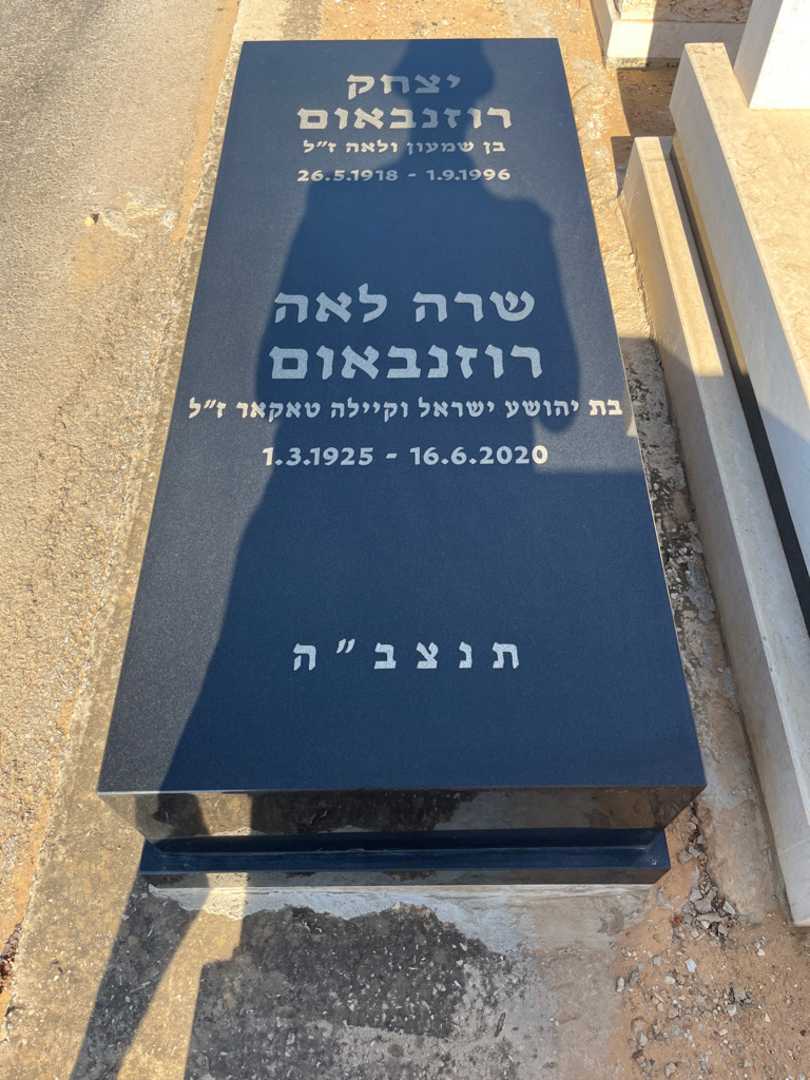 יצחק
רוזנבאום
בן שמעון ולאה ז"ל
26.5.1918 - 1.9.1996
שרה לאה
רוזנבאום
בת יהושע ישראל וקיילה טאקאר ז"ל
1.3.1925 - 16.6.2020
ת נ צ ב " ה